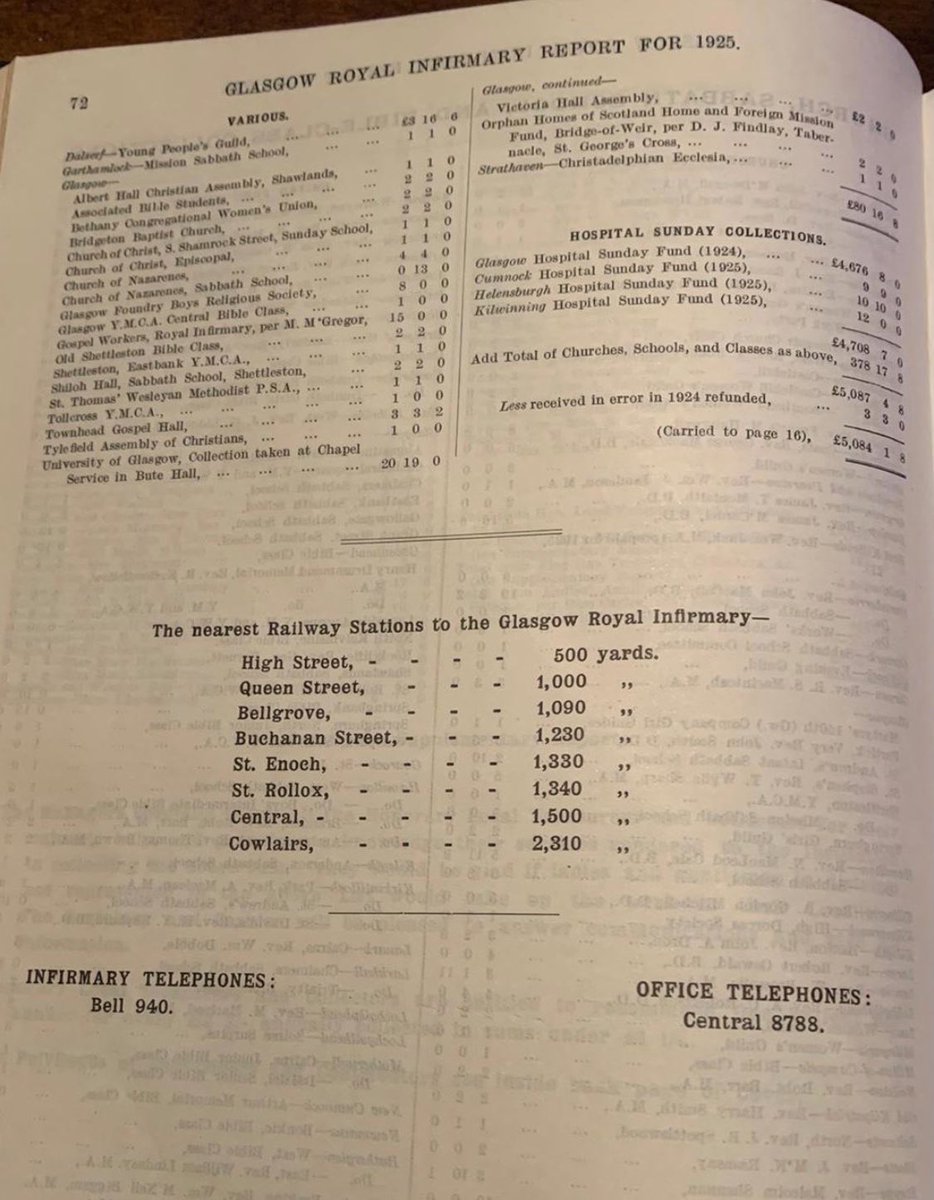 72
GLASGOW ROYAL INFIRMARY REPORT FOR 1925.
VARIOUS.
Dalserf—Young People's Guild, ... ... ... £3 16 6
Garthamlock—Mission Sabbath School, ... ... 1 1 0
Glasgow—
Albert Hall Christian Assembly, Shawlands, ... 1 1 0
Associated Bible Students, ... ... ... 2 2 0
Bethany Congregational Women's Union, ... 2 2 0
Bridgeton Baptist Church, ... ... ... 2 2 0
Church of Christ, S. Shamrock Street, Sunday School, 1 1 0
Church of Christ, Episcopal, ... ... ... 1 1 0
Church of Nazarenes, ... ... ... 4 4 0
Church of Nazarenes, Sabbath School, ... ... 0 13 0
Glasgow Foundry Boys Religious Society, ... 8 0 0
Glasgow Y.M.C.A. Central Bible Class, ... ... 1 0 0
Gospel Workers, Royal Infirmary, per M. M'Gregor, 15 0 0
Old Shettleston Bible Class, ... ... ... 2 2 0
Shettleston, Eastbank Y.M.C.A., ... ... ... 1 1 0
Shiloh Hall, Sabbath School, Shettleston, ... 2 2 0
St. Thomas' Wesleyan Methodist P.S.A., ... ... 1 1 0
Tollcross Y.M.C.A., ... ... ... ... 1 0 0
Townhead Gospel Hall, ... ... ... ... 3 3 2
Tylefield Assembly of Christians, ... ... ... 1 0 0
University of Glasgow, Collection taken at Chapel
Service in Bute Hall, ... ... ... ... 20 19 0
Glasgow, continued—
Victoria Hall Assembly, ... ... ... ... £2 2 0
Orphan Homes of Scotland Home and Foreign Mission
Fund, Bridge-of-Weir, per D. J. Findlay, Taber-
nacle, St. George's Cross, ... ... ... ... 2 2 0
Strathaven—Christadelphian Ecclesia, ... ... ... 1 1 0
£80 16 8
HOSPITAL SUNDAY COLLECTIONS.
Glasgow Hospital Sunday Fund (1924), ... ... £4,676 8 0
Cumnock Hospital Sunday Fund (1925), ... 9 9 0
Helensburgh Hospital Sunday Fund (1925), ... 10 10 0
Kilwinning Hospital Sunday Fund (1925), ... 12 0 0
£4,708 7 0
Add Total of Churches, Schools, and Classes as above, 378 17 8
£5,087 4 8
Less received in error in 1924 refunded, ... 3 3 0
(Carried to page 16), £5,084 1 8
The nearest Railway Stations to the Glasgow Royal Infirmary—
High Street, - - - - 500 yards.
Queen Street, - - - 1,000 ,,
Bellgrove, - - - - 1,090 ,,
Buchanan Street, - - - 1,230 ,,
St. Enoch, - - - - 1,330 ,,
St. Rollox, - - - - 1,340 ,,
Central, - - - - - 1,500 ,,
Cowlairs, - - - - 2,310 ,,
INFIRMARY TELEPHONES:
Bell 940.
OFFICE TELEPHONES:
Central 8788.